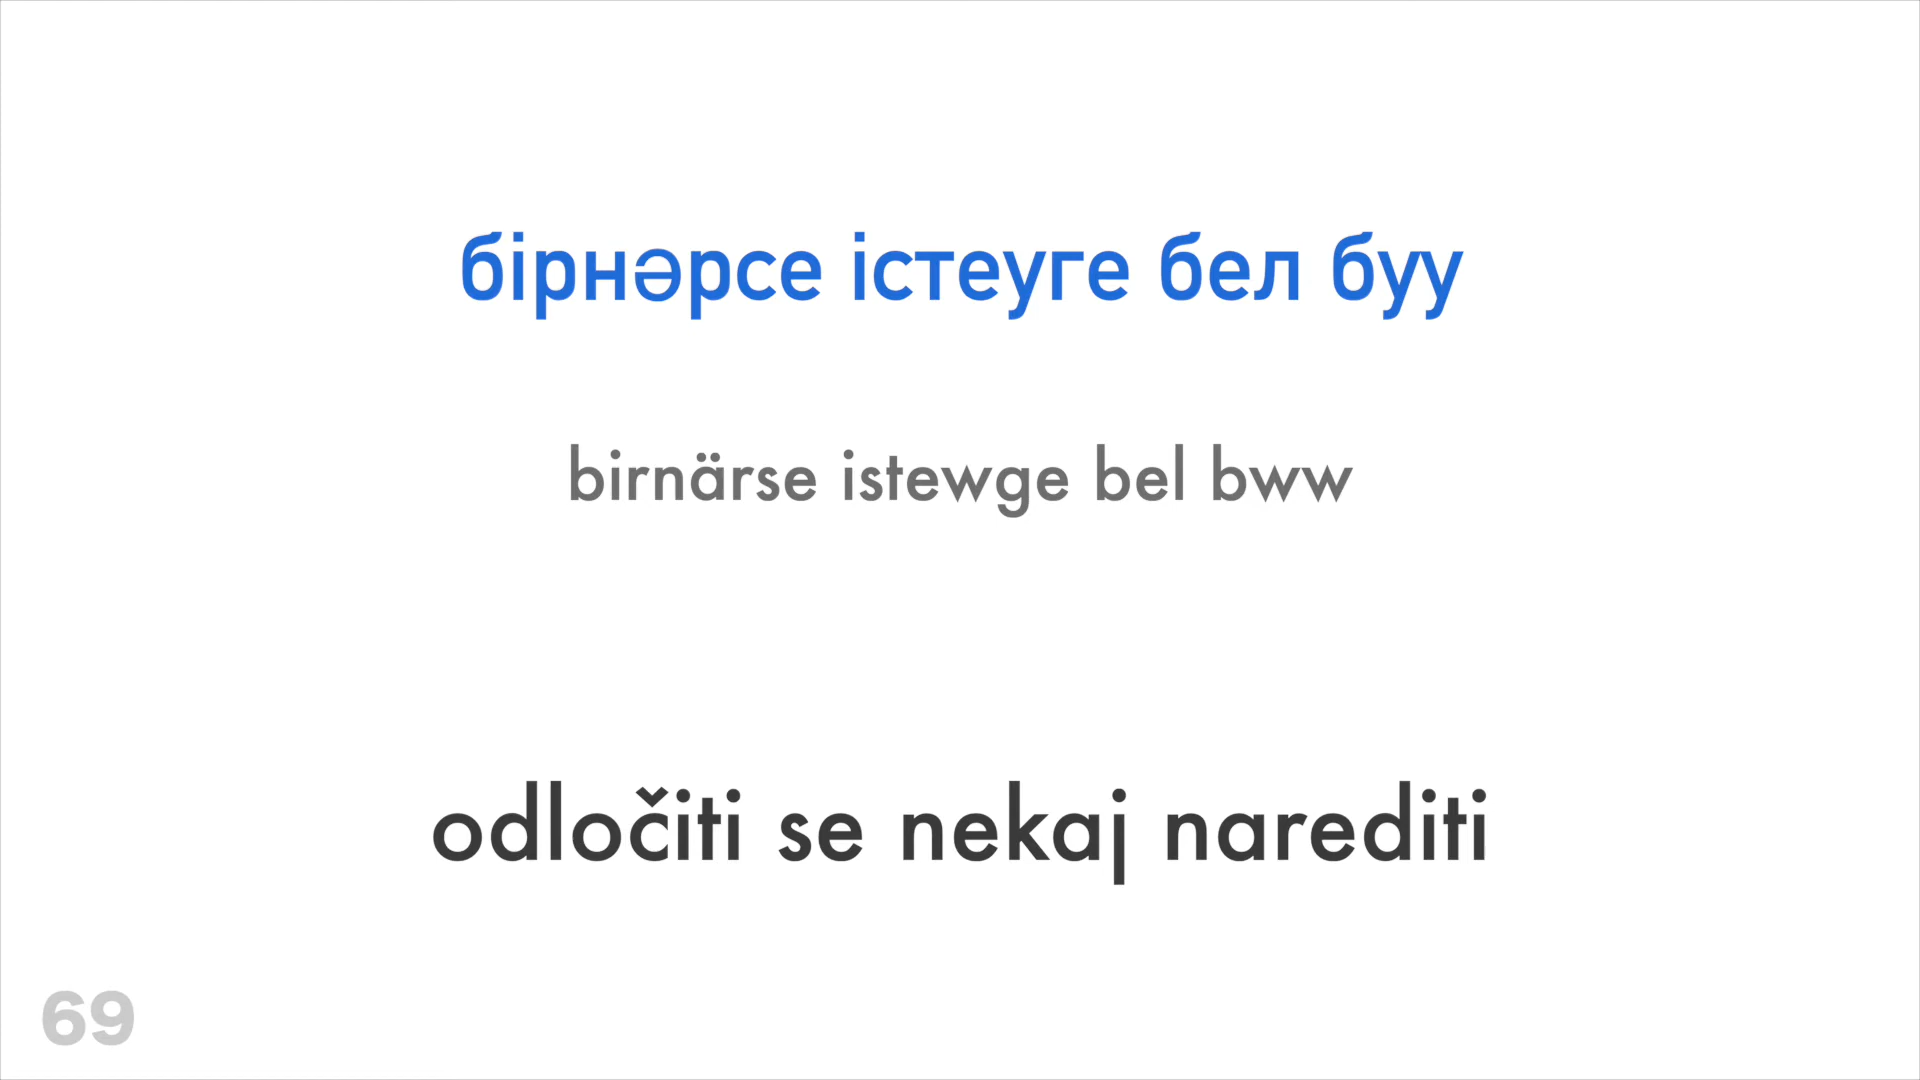 бірнәрсе істеуге бел буу
birnärse istewge bel bww
odločiti se nekaj narediti
69